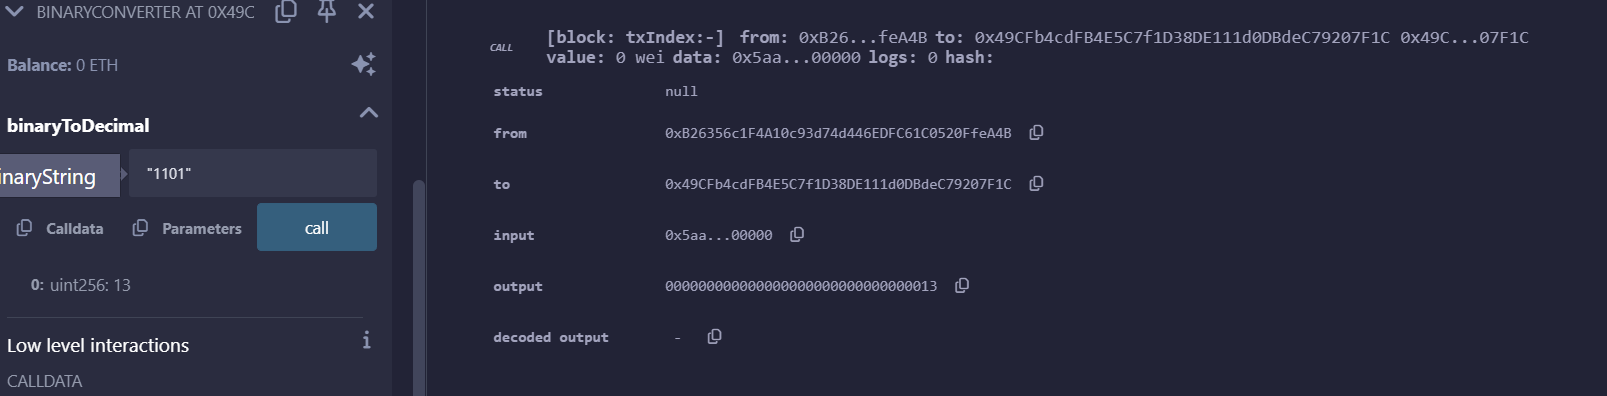 BINARYCONVERTER AT 0X49C
Balance: 0 ETH
binaryToDecimal
inaryString
"1101"
Calldata
Parameters
call
0: uint256: 13
Low level interactions
i
CALLDATA
CALL
[block: txIndex:-] from: 0xB26...feA4B to: 0x49CFb4cdFB4E5C7f1D38DE111d0DBdeC79207F1C 0x49C...07F1C
value: 0 wei data: 0x5aa...00000 logs: 0 hash:
status null
from 0xB26356c1F4A10c93d74d446EDFC61C0520FfeA4B
to 0x49CFb4cdFB4E5C7f1D38DE111d0DBdeC79207F1C
input 0x5aa...00000
output 000000000000000000000000000000013
decoded output -